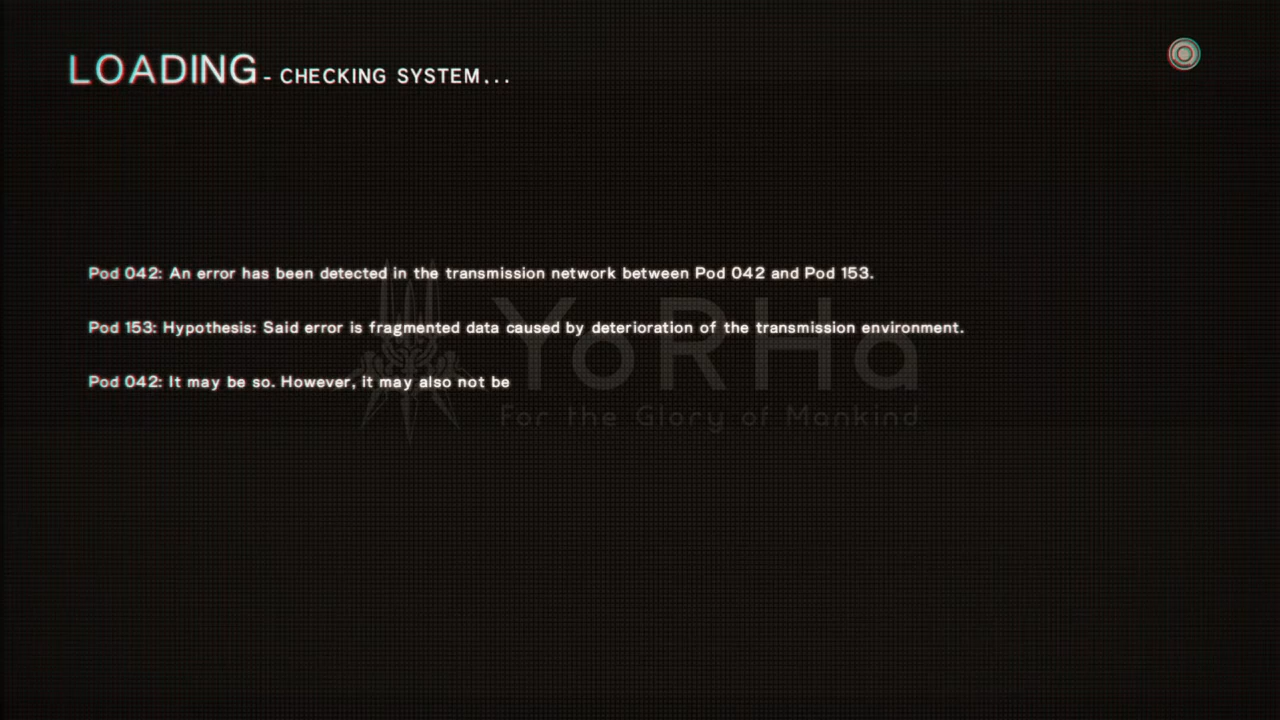 LOADING - CHECKING SYSTEM...
Pod 042: An error has been detected in the transmission network between Pod 042 and Pod 153.
Pod 153: Hypothesis: Said error is fragmented data caused by deterioration of the transmission environment.
YoRHa
Pod 042: It may be so. However, it may also not be
For the Glory of Mankind